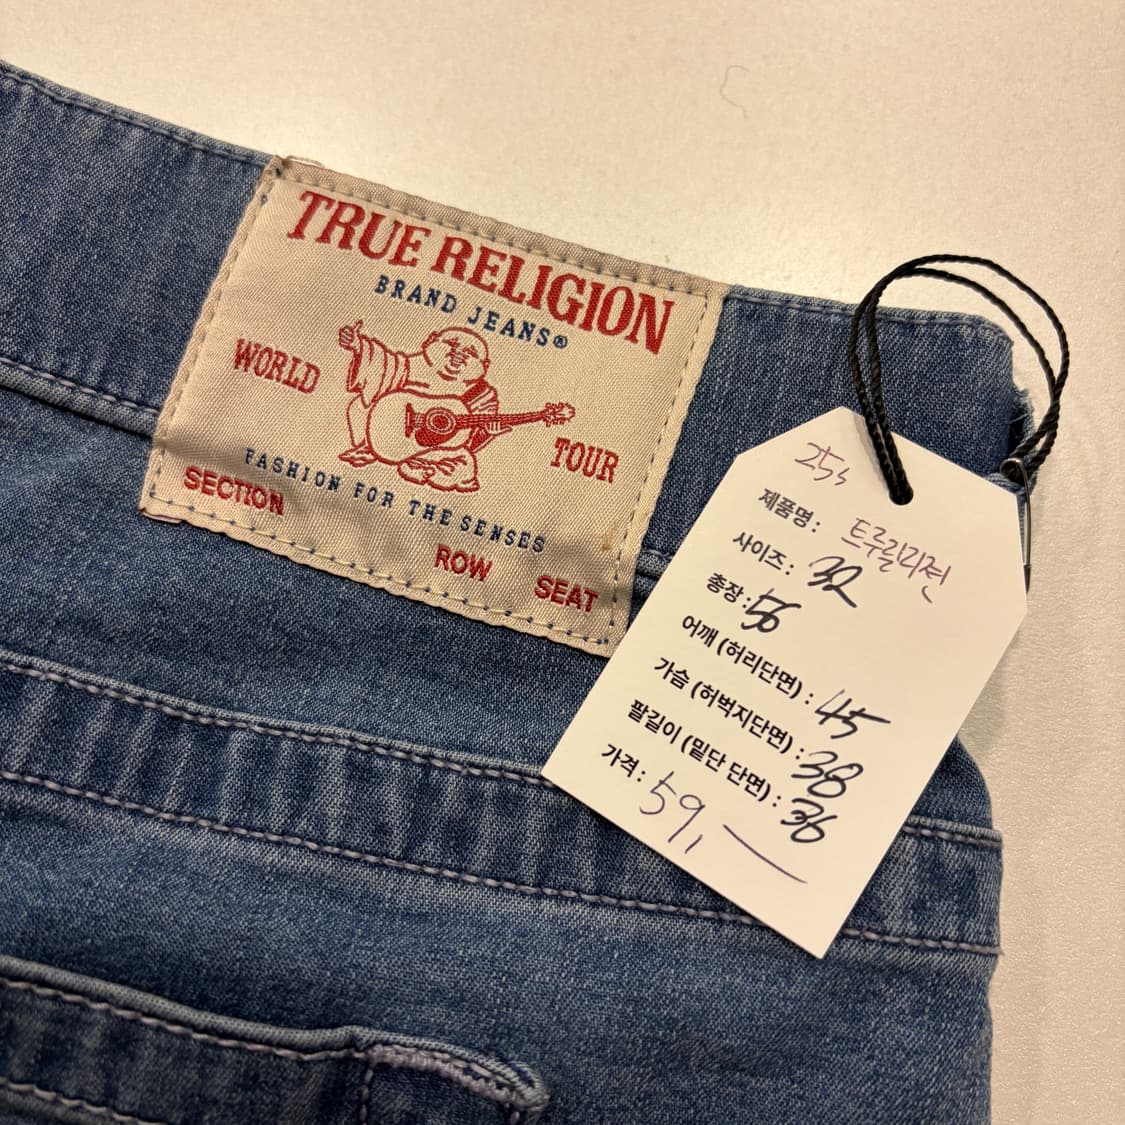 TRUE RELIGION
BRAND JEANS®
WORLD TOUR
FASHION FOR THE SENSES
SECTION ROW SEAT
25s
제품명: 트루릴리젼
사이즈: 32
총장: 56
어깨 (허리단면) : 45
가슴 (허벅지단면) : 38
팔길이 (밑단 단면) : 36
가격: 59,—